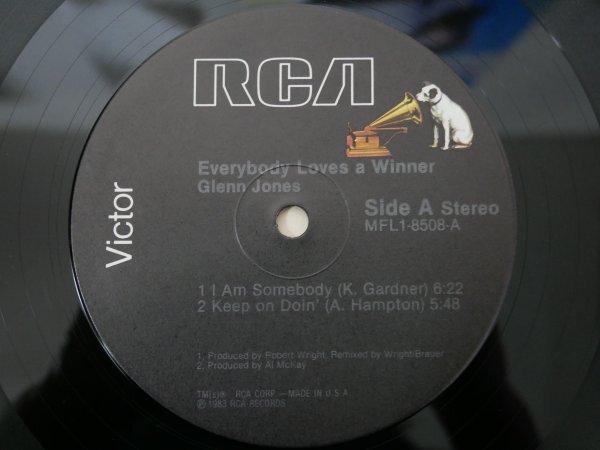 RCA
Victor
Everybody Loves a Winner
Glenn Jones
Side A Stereo
MFL1-8508-A
1 I Am Somebody (K. Gardner) 6:22
2 Keep on Doin' (A. Hampton) 5:48
1. Produced by Robert Wright, Remixed by Wright/Brauer
2. Produced by Al McKay
TM(s)® RCA CORP — MADE IN U.S.A
℗ 1983 RCA RECORDS